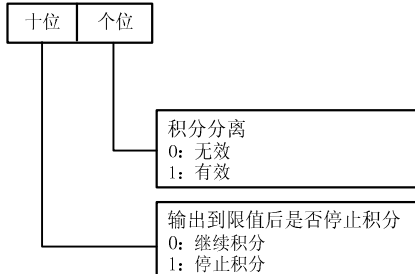 十位 个位
积分分离
0: 无效
1: 有效
输出到限值后是否停止积分
0: 继续积分
1: 停止积分